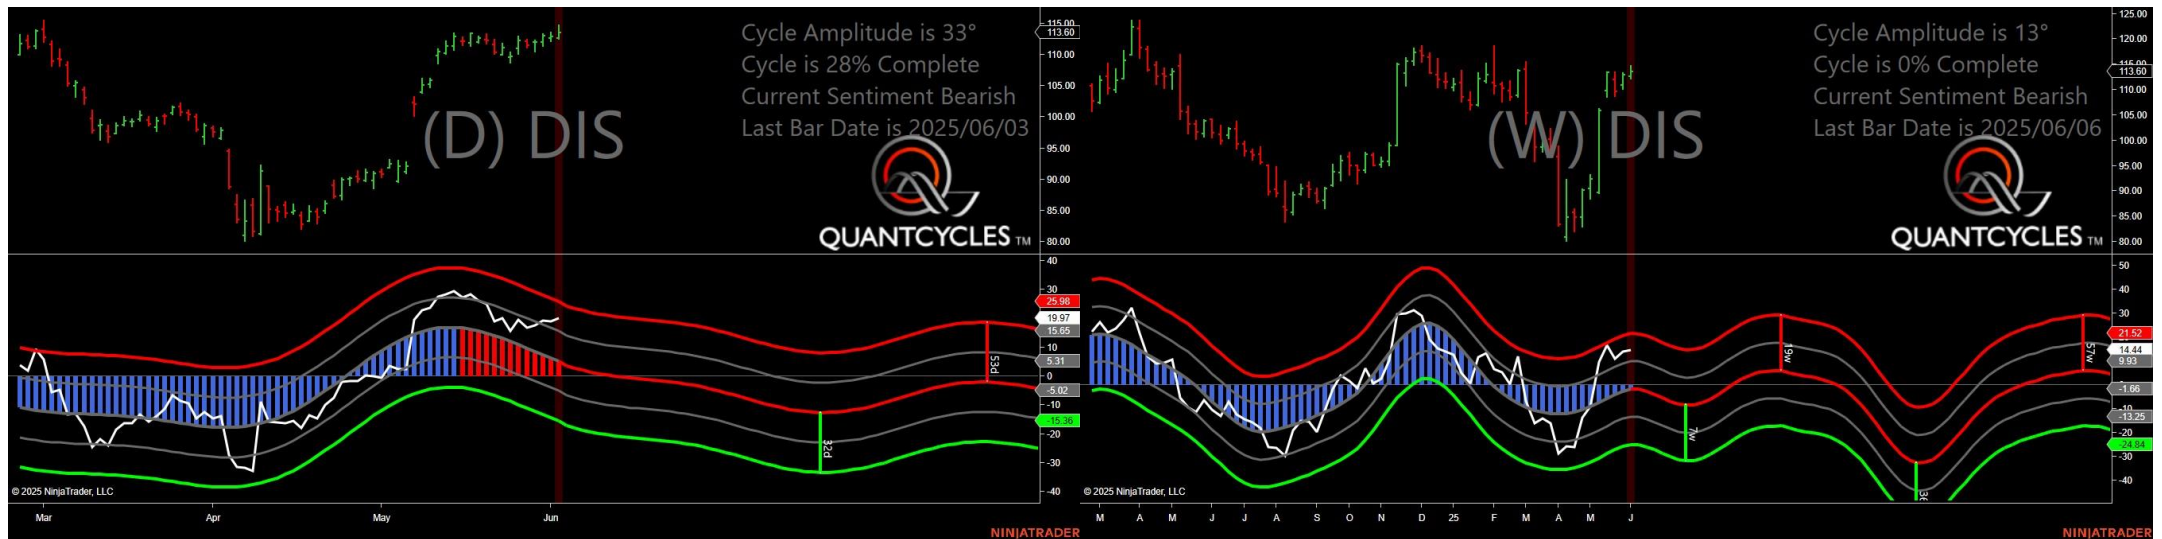 Cycle Amplitude is 33°
Cycle is 28% Complete
Current Sentiment Bearish
Last Bar Date is 2025/06/03
(D) DIS
QUANTCYCLES TM
115.00
113.60
110.00
105.00
100.00
95.00
90.00
85.00
80.00
40
30
25.98
19.97
15.65
10
5.31
0
-5.02
-10
-15.36
-20
-30
-40
53d
32d
© 2025 NinjaTrader, LLC
Mar
Apr
May
Jun
NINJATRADER
Cycle Amplitude is 13°
Cycle is 0% Complete
Current Sentiment Bearish
Last Bar Date is 2025/06/06
(W) DIS
QUANTCYCLES TM
125.00
120.00
115.00
113.60
110.00
105.00
100.00
95.00
90.00
85.00
80.00
50
40
30
21.52
14.44
9.93
-1.66
-10
-13.25
-20
-24.84
-30
-40
7w
19w
57w
© 2025 NinjaTrader, LLC
M A M J J A S O N D 25 F M A M J
NINJATRADER